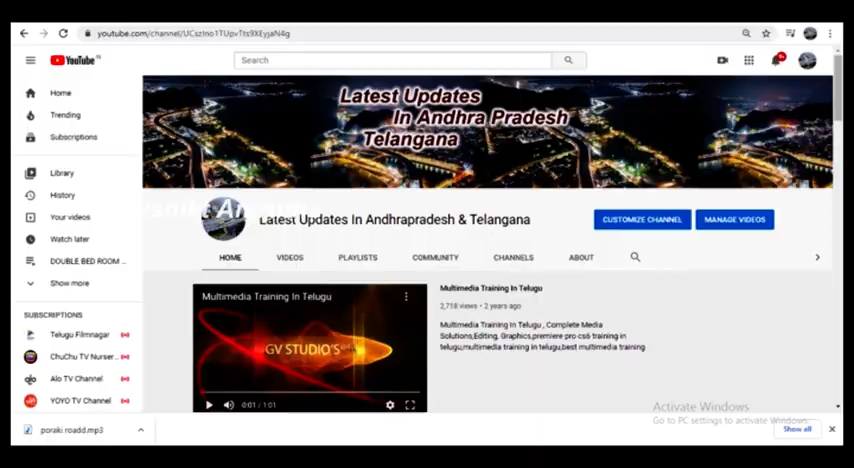 youtube.com/channel/
YouTube
Search
Home
Trending
Subscriptions
Library
History
Your videos
Watch later
DOUBLE BED ROOM ...
Show more
SUBSCRIPTIONS
Telugu Filmnagar
ChuChu TV Nurser...
Alo TV Channel
YOYO TV Channel
Latest Updates
In Andhra Pradesh
Telangana
Latest Updates In Andhrapradesh & Telangana
CUSTOMIZE CHANNEL
MANAGE VIDEOS
HOME VIDEOS PLAYLISTS COMMUNITY CHANNELS ABOUT
Multimedia Training In Telugu
GV STUDIO'S
0:01 / 1:01
Multimedia Training In Telugu
2,718 views • 2 years ago
Multimedia Training In Telugu , Complete Media
Solutions,Editing, Graphics,premiere pro cs6 training in
telugu,multimedia training in telugu,best multimedia training
Activate Windows
Go to PC settings to activate Windows.
poraki roadd.mp3
Show all